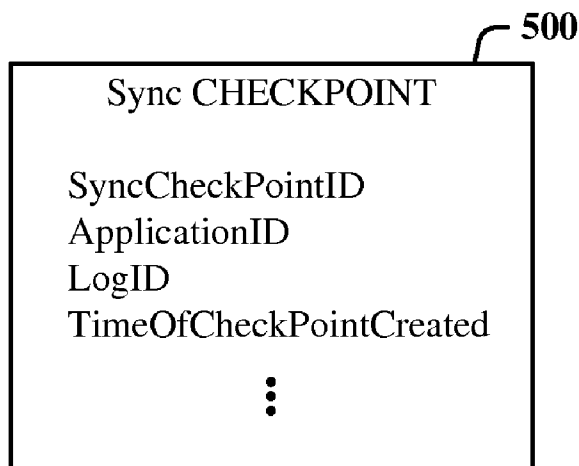 500
Sync CHECKPOINT
SyncCheckPointID
ApplicationID
LogID
TimeOfCheckPointCreated